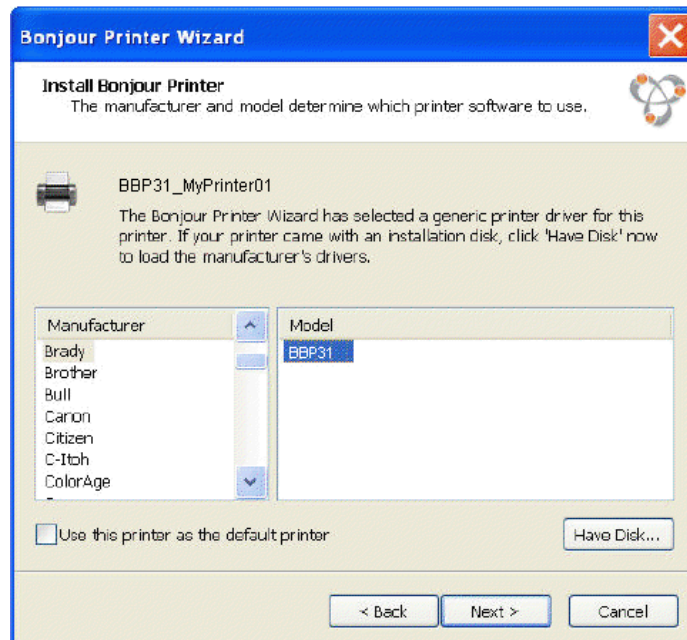 Bonjour Printer Wizard
Install Bonjour Printer
The manufacturer and model determine which printer software to use.
BBP31_MyPrinter01
The Bonjour Printer Wizard has selected a generic printer driver for this
printer. If your printer came with an installation disk, click 'Have Disk' now
to load the manufacturer's drivers.
Manufacturer
Brady
Brother
Bull
Canon
Citizen
C-Itoh
ColorAge
Model
BBP31
Use this printer as the default printer
Have Disk...
< Back
Next >
Cancel